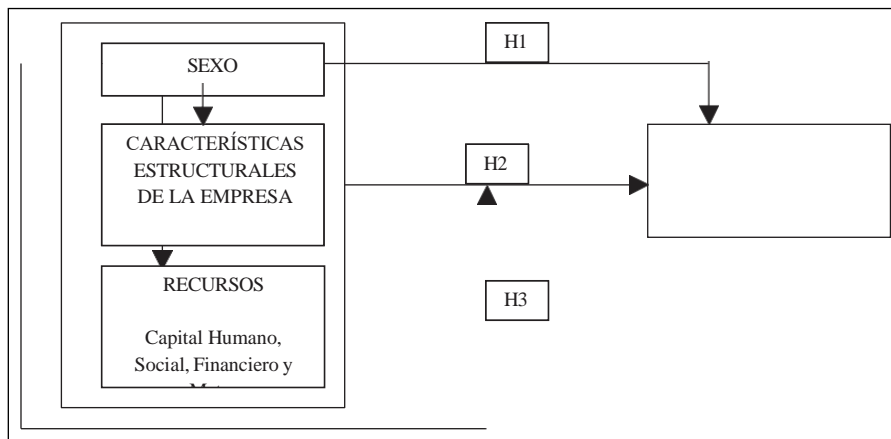 H1
SEXO
CARACTERÍSTICAS
ESTRUCTURALES
DE LA EMPRESA
H2
RECURSOS
H3
Capital Humano,
Social, Financiero y